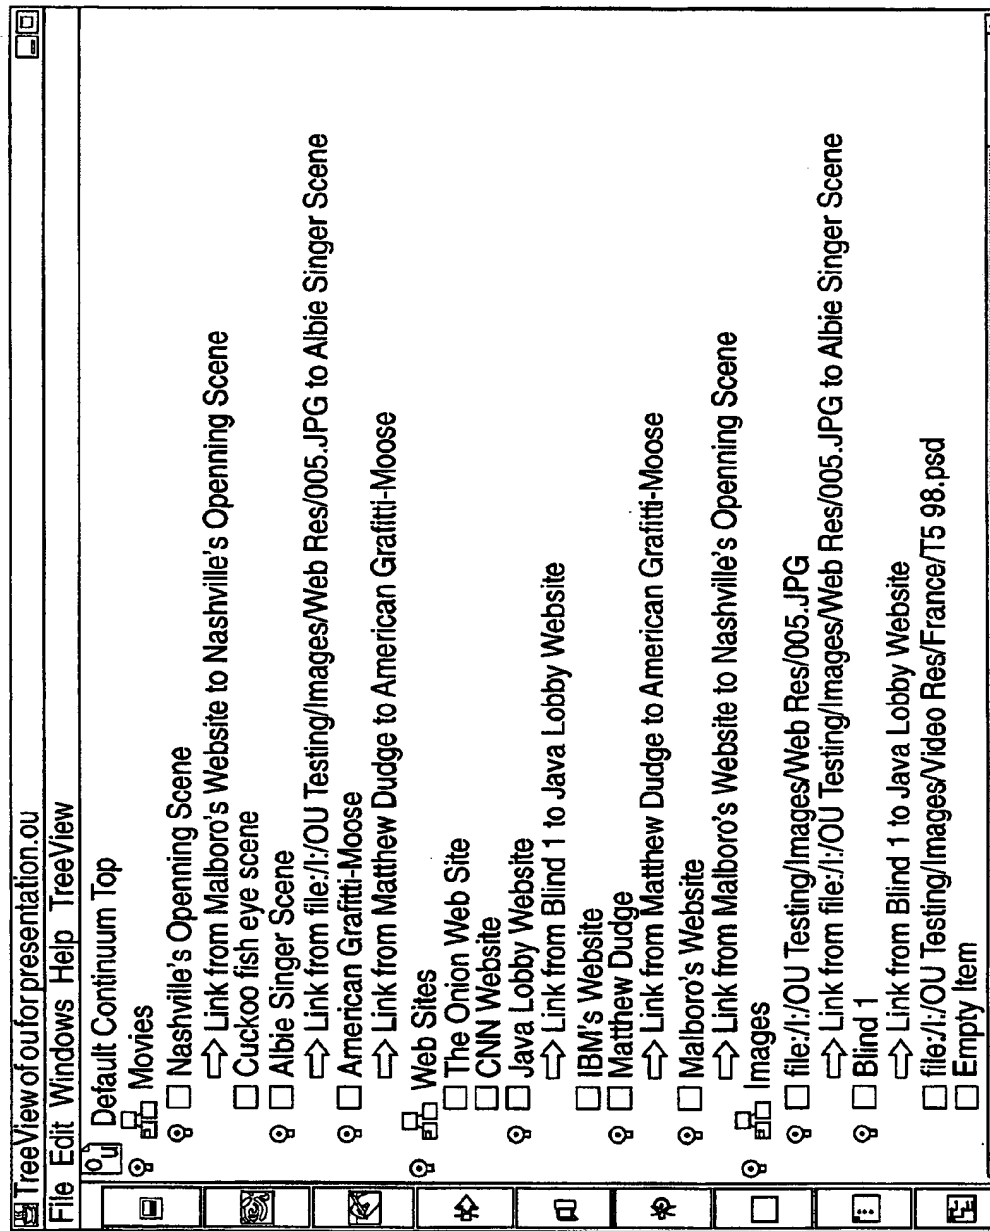 TreeView of ou for presentation.ou
File Edit Windows Help TreeView
Default Continuum Top
Movies
Nashville's Openning Scene
Link from Malboro's Website to Nashville's Openning Scene
Cuckoo fish eye scene
Albie Singer Scene
Link from file:/I:/OU Testing/Images/Web Res/005.JPG to Albie Singer Scene
American Grafitti-Moose
Link from Matthew Dudge to American Grafitti-Moose
Web Sites
The Onion Web Site
CNN Website
Java Lobby Website
Link from Blind 1 to Java Lobby Website
IBM's Website
Matthew Dudge
Link from Matthew Dudge to American Grafitti-Moose
Malboro's Website
Link from Malboro's Website to Nashville's Openning Scene
Images
file:/I:/OU Testing/Images/Web Res/005.JPG
Link from file:/I:/OU Testing/Images/Web Res/005.JPG to Albie Singer Scene
Blind 1
Link from Blind 1 to Java Lobby Website
file:/I:/OU Testing/Images/Video Res/France/T5 98.psd
Empty Item